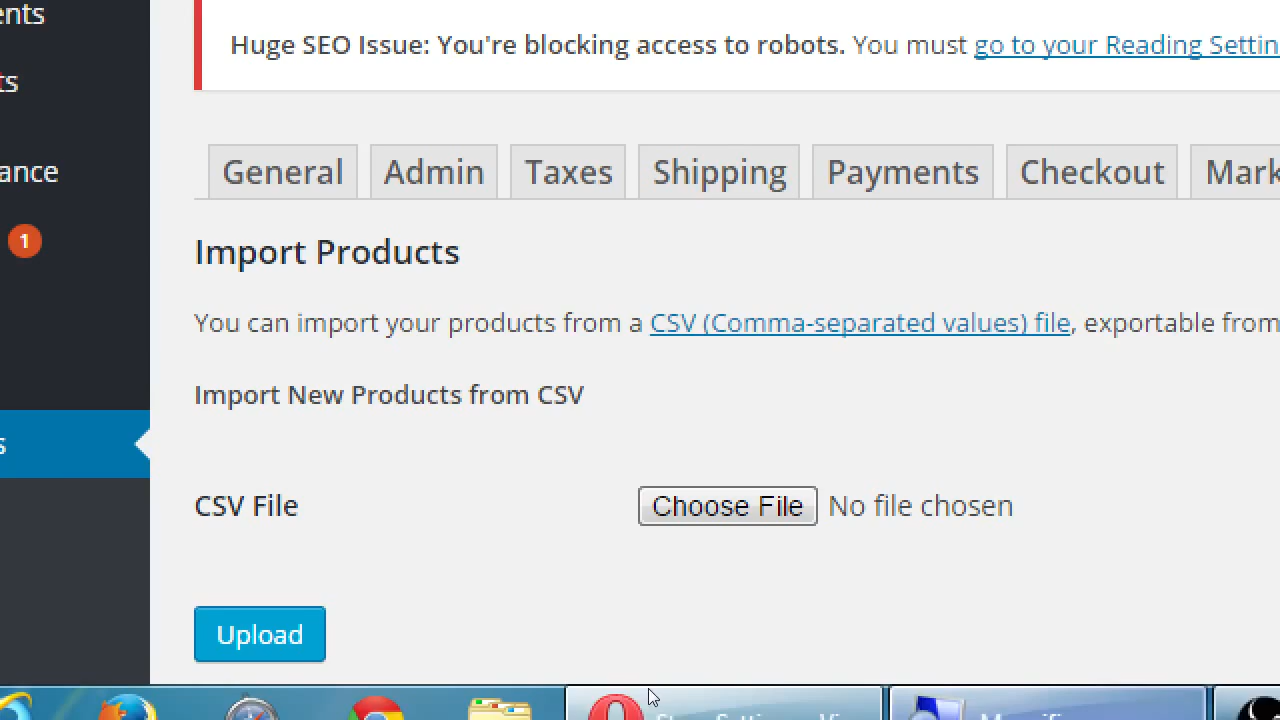 ents
Huge SEO Issue: You're blocking access to robots. You must go to your Reading Settin
ts
ance
General Admin Taxes Shipping Payments Checkout Mark
1
Import Products
You can import your products from a CSV (Comma-separated values) file, exportable from
Import New Products from CSV
s
CSV File Choose File No file chosen
Upload